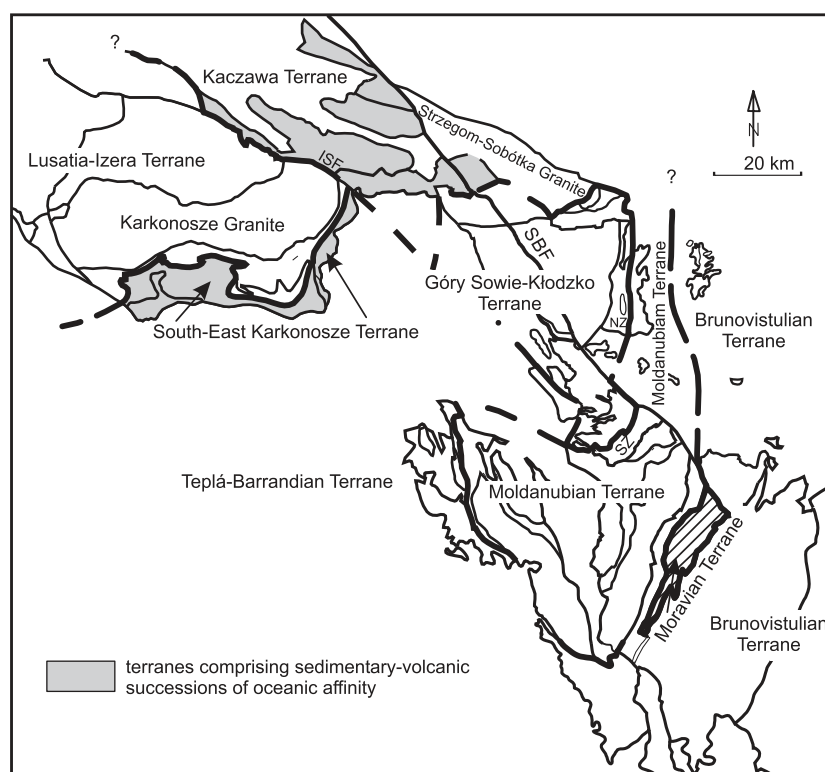 ?
Kaczawa Terrane
Strzegom-Sobótka Granite
N
20 km
Lusatia-Izera Terrane
ISF
?
Karkonosze Granite
SBF
Góry Sowie-Kłodzko
Terrane
Moldanubiam Terrane
NZ
South-East Karkonosze Terrane
Brunovistulian
Terrane
SZ
Teplá-Barrandian Terrane
Moldanubian Terrane
Moravian Terrane
Brunovistulian
Terrane
terranes comprising sedimentary-volcanic
successions of oceanic affinity